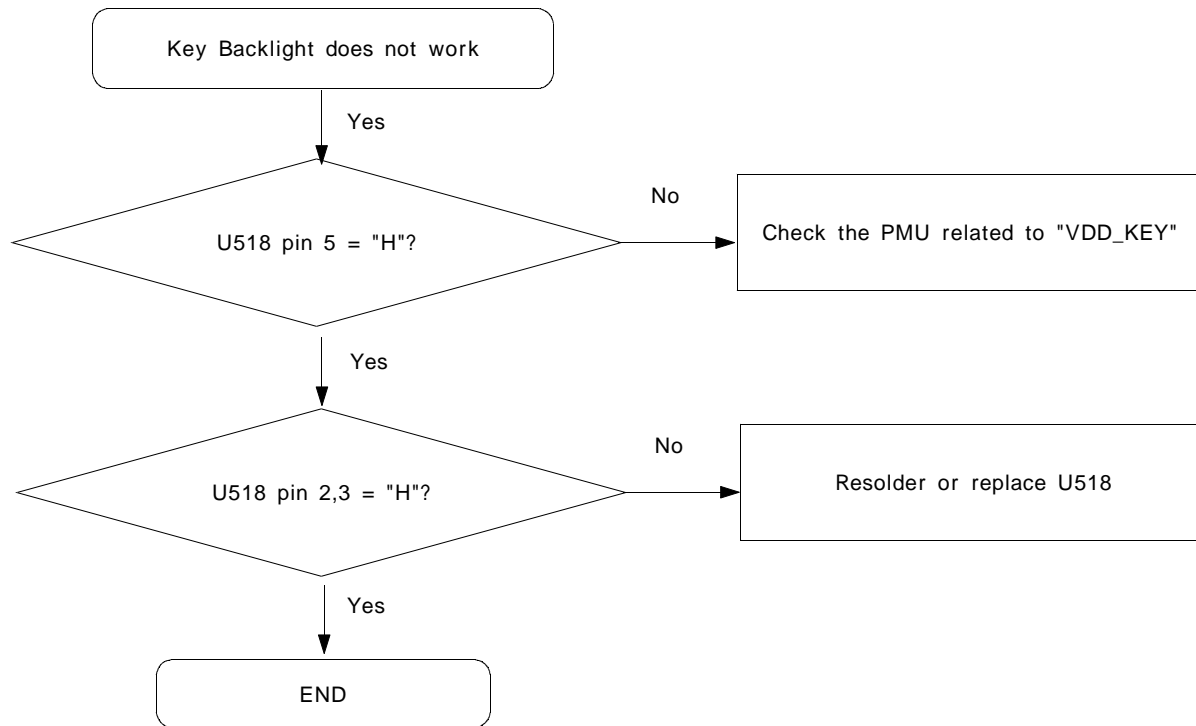 Key Backlight does not work
Yes
U518 pin 5 = "H"?
No
Check the PMU related to "VDD_KEY"
Yes
U518 pin 2,3 = "H"?
No
Resolder or replace U518
Yes
END